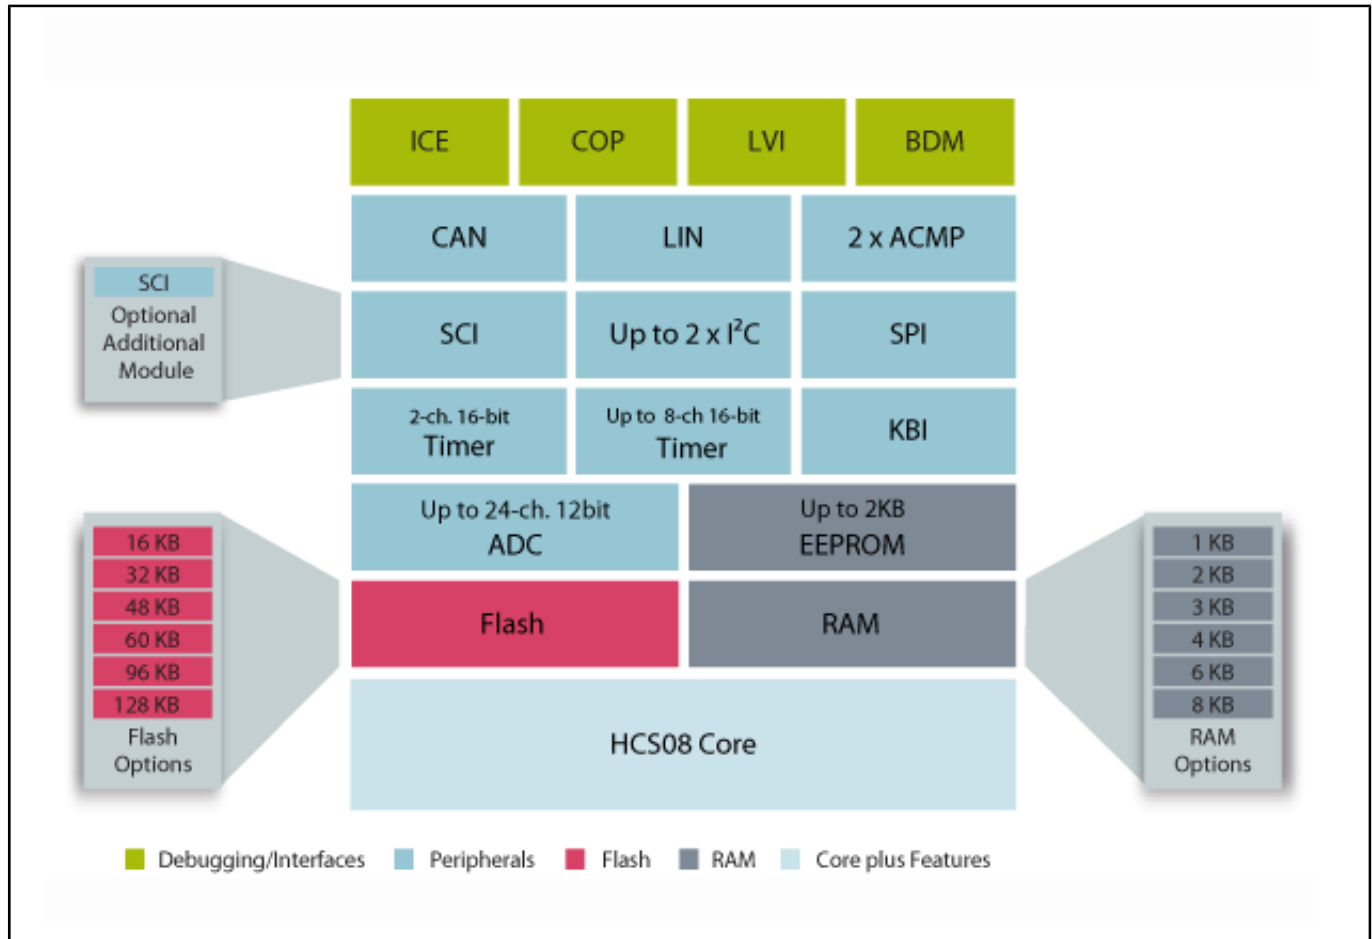 ICE
COP
LVI
BDM
CAN
LIN
2 x ACMP
SCI
Optional
Additional
Module
SCI
Up to 2 x I²C
SPI
2-ch. 16-bit
Timer
Up to 8-ch 16-bit
Timer
KBI
Up to 24-ch. 12bit
ADC
Up to 2KB
EEPROM
16 KB
32 KB
48 KB
60 KB
96 KB
128 KB
Flash
Options
Flash
RAM
1 KB
2 KB
3 KB
4 KB
6 KB
8 KB
RAM
Options
HCS08 Core
Debugging/Interfaces
Peripherals
Flash
RAM
Core plus Features